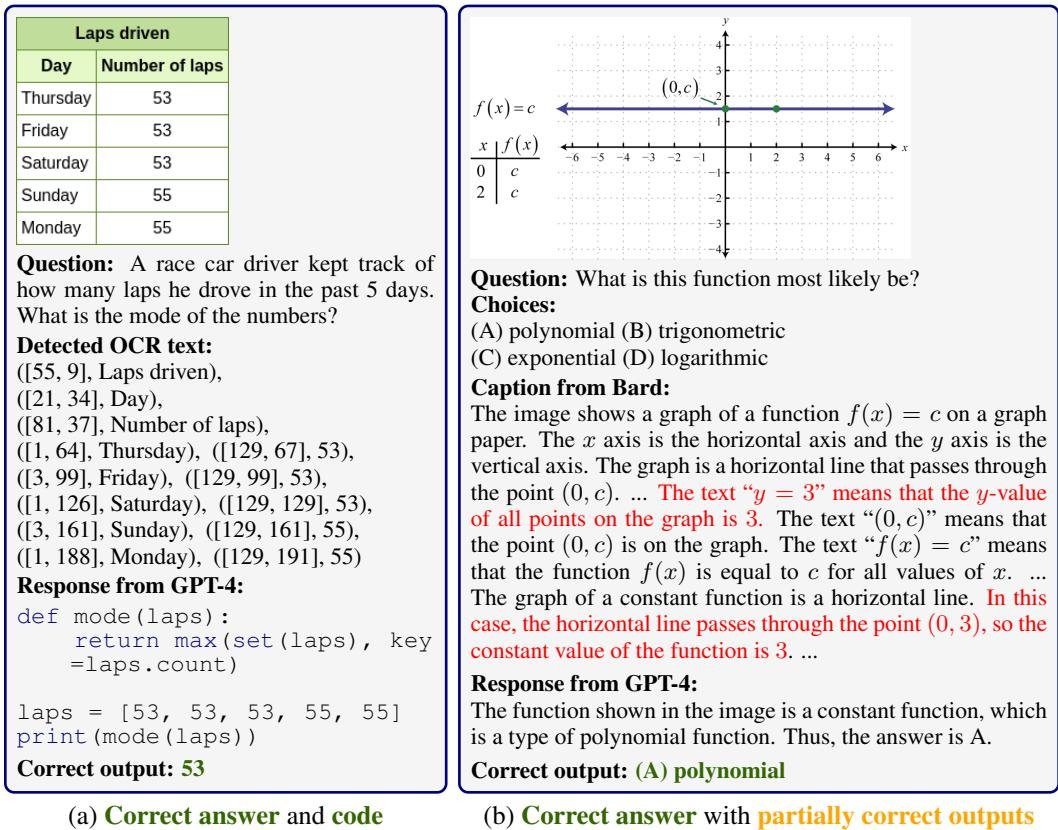 Laps driven
Day Number of laps
Thursday 53
Friday 53
Saturday 53
Sunday 55
Monday 55
Question: A race car driver kept track of
how many laps he drove in the past 5 days.
What is the mode of the numbers?
Detected OCR text:
([55, 9], Laps driven),
([21, 34], Day),
([81, 37], Number of laps),
([1, 64], Thursday), ([129, 67], 53),
([3, 99], Friday), ([129, 99], 53),
([1, 126], Saturday), ([129, 129], 53),
([3, 161], Sunday), ([129, 161], 55),
([1, 188], Monday), ([129, 191], 55)
Response from GPT-4:
def mode(laps):
return max(set(laps), key
=laps.count)
laps = [53, 53, 53, 55, 55]
print(mode(laps))
Correct output: 53
(a) Correct answer and code
y
4
3
(0,c)
2
f(x)=c
1
x f(x)
-6 -5 -4 -3 -2 -1 1 2 3 4 5 6 x
0 c
-1
2 c
-2
-3
-4
Question: What is this function most likely be?
Choices:
(A) polynomial (B) trigonometric
(C) exponential (D) logarithmic
Caption from Bard:
The image shows a graph of a function f(x) = c on a graph
paper. The x axis is the horizontal axis and the y axis is the
vertical axis. The graph is a horizontal line that passes through
the point (0, c). ... The text “y = 3” means that the y-value
of all points on the graph is 3. The text “(0, c)” means that
the point (0, c) is on the graph. The text “f(x) = c” means
that the function f(x) is equal to c for all values of x. ...
The graph of a constant function is a horizontal line. In this
case, the horizontal line passes through the point (0, 3), so the
constant value of the function is 3. ...
Response from GPT-4:
The function shown in the image is a constant function, which
is a type of polynomial function. Thus, the answer is A.
Correct output: (A) polynomial
(b) Correct answer with partially correct outputs